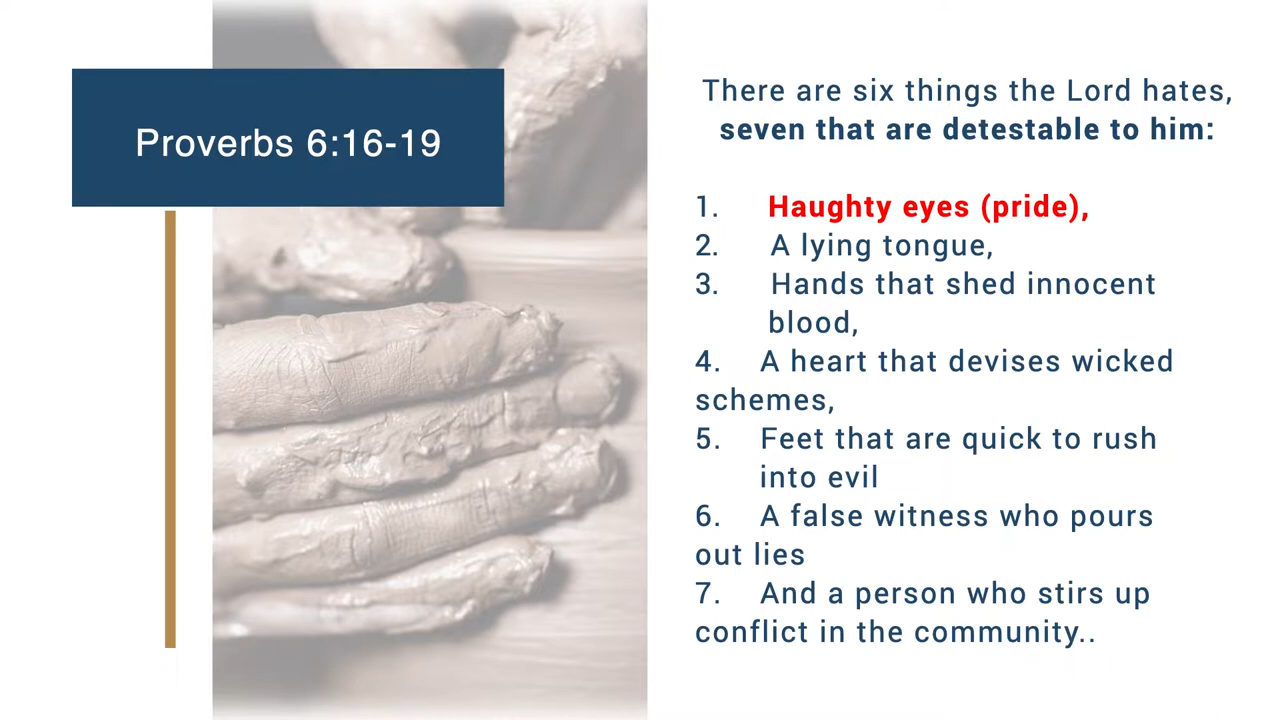 Proverbs 6:16-19
There are six things the Lord hates,
seven that are detestable to him:
1. Haughty eyes (pride),
2. A lying tongue,
3. Hands that shed innocent
blood,
4. A heart that devises wicked
schemes,
5. Feet that are quick to rush
into evil
6. A false witness who pours
out lies
7. And a person who stirs up
conflict in the community..